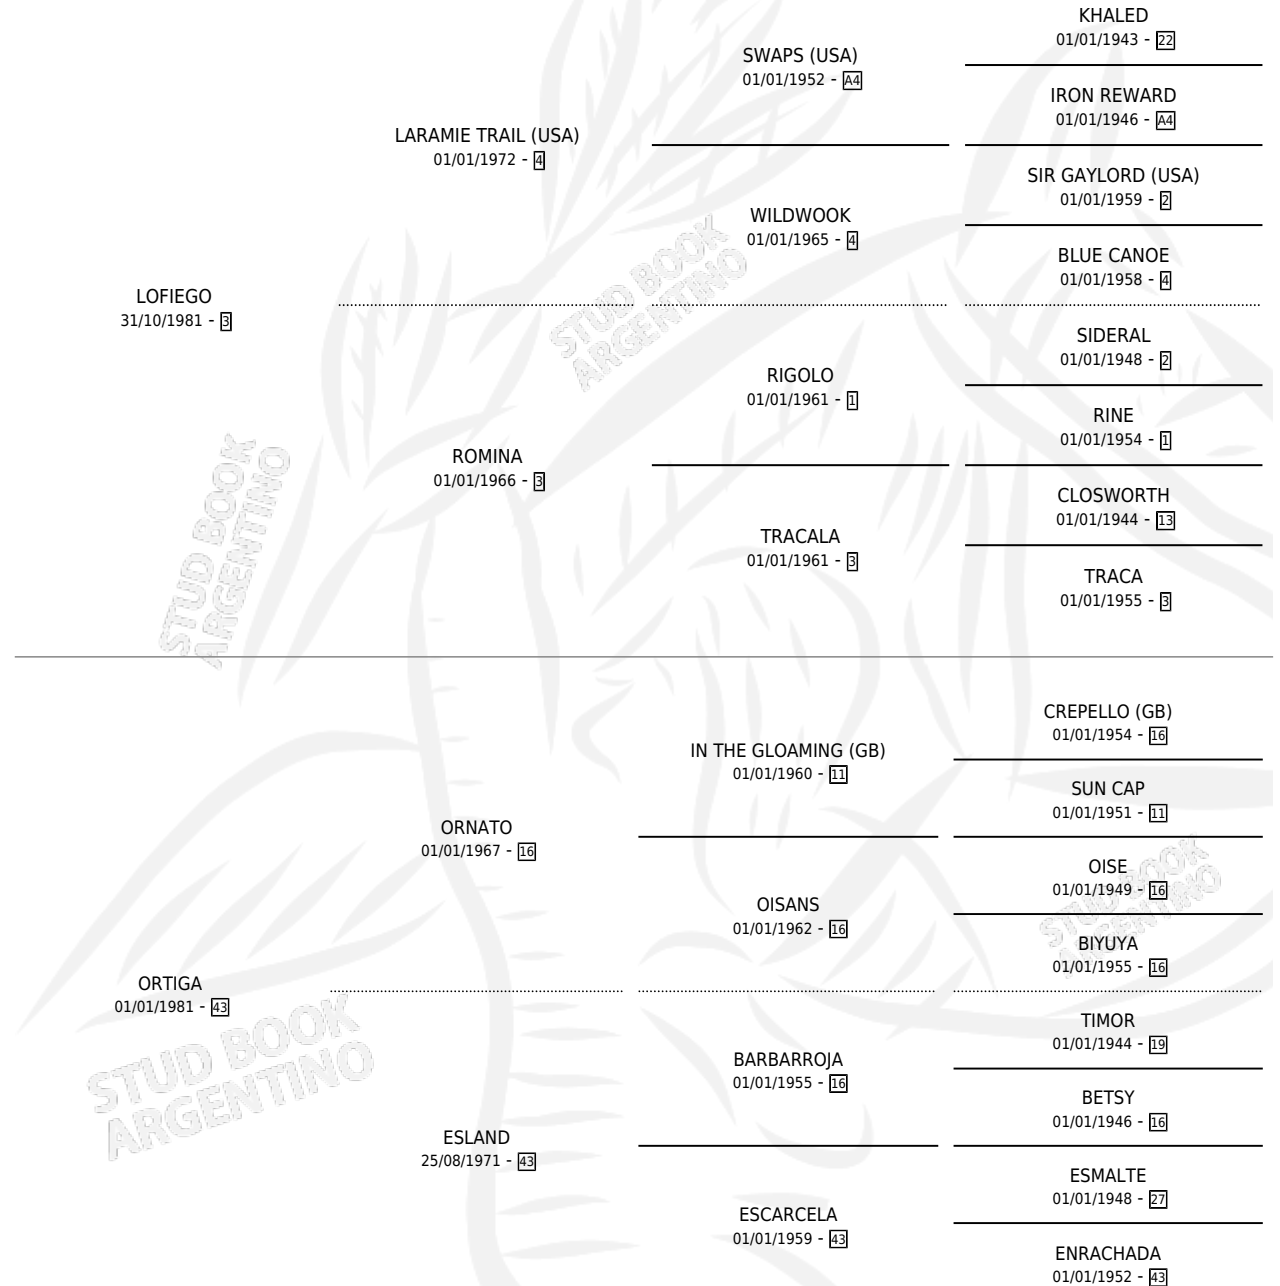 KHALED
01/01/1943 - 22
SWAPS (USA)
01/01/1952 - A4
IRON REWARD
01/01/1946 - A4
LARAMIE TRAIL (USA)
01/01/1972 - 4
SIR GAYLORD (USA)
01/01/1959 - 2
WILDWOOK
01/01/1965 - 4
BLUE CANOE
01/01/1958 - 4
LOFIEGO
31/10/1981 - 3
STUD BOOK
ARGENTINO
SIDERAL
01/01/1948 - 2
RIGOLO
01/01/1961 - 1
RINE
01/01/1954 - 1
ROMINA
01/01/1966 - 3
CLOSWORTH
01/01/1944 - 13
TRACALA
01/01/1961 - 3
TRACA
01/01/1955 - 3
STUD BOOK
ARGENTINO
CREPELLO (GB)
01/01/1954 - 16
IN THE GLOAMING (GB)
01/01/1960 - 11
SUN CAP
01/01/1951 - 11
ORNATO
01/01/1967 - 16
OISE
01/01/1949 - 16
OISANS
01/01/1962 - 16
STUD BOOK
ARGENTINO
BIYUYA
01/01/1955 - 16
ORTIGA
01/01/1981 - 43
TIMOR
01/01/1944 - 19
BARBARROJA
01/01/1955 - 16
BETSY
01/01/1946 - 16
STUD BOOK
ARGENTINO
ESLAND
25/08/1971 - 43
ESMALTE
01/01/1948 - 27
ESCARCELA
01/01/1959 - 43
ENRACHADA
01/01/1952 - 43